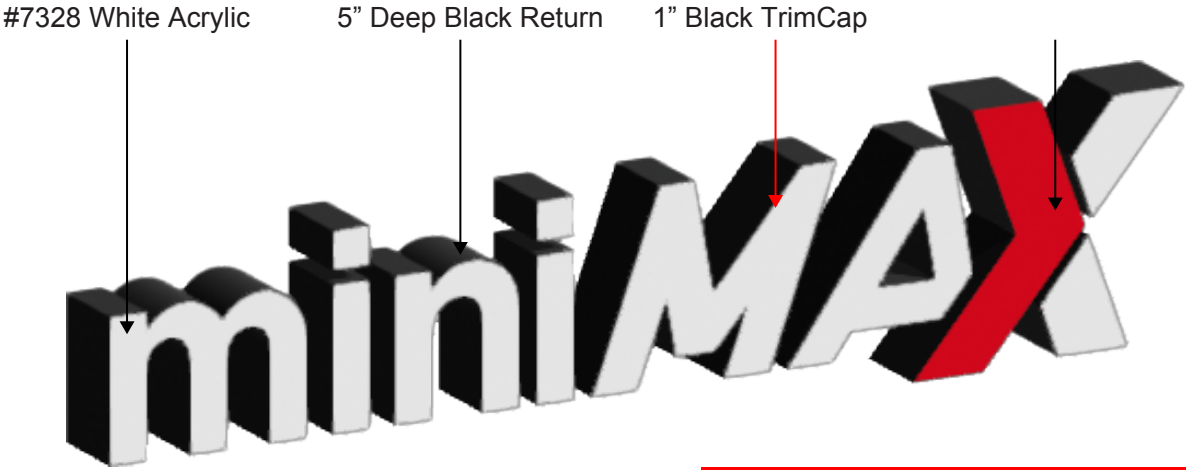 #7328 White Acrylic
5” Deep Black Return
1” Black TrimCap
miniMAX